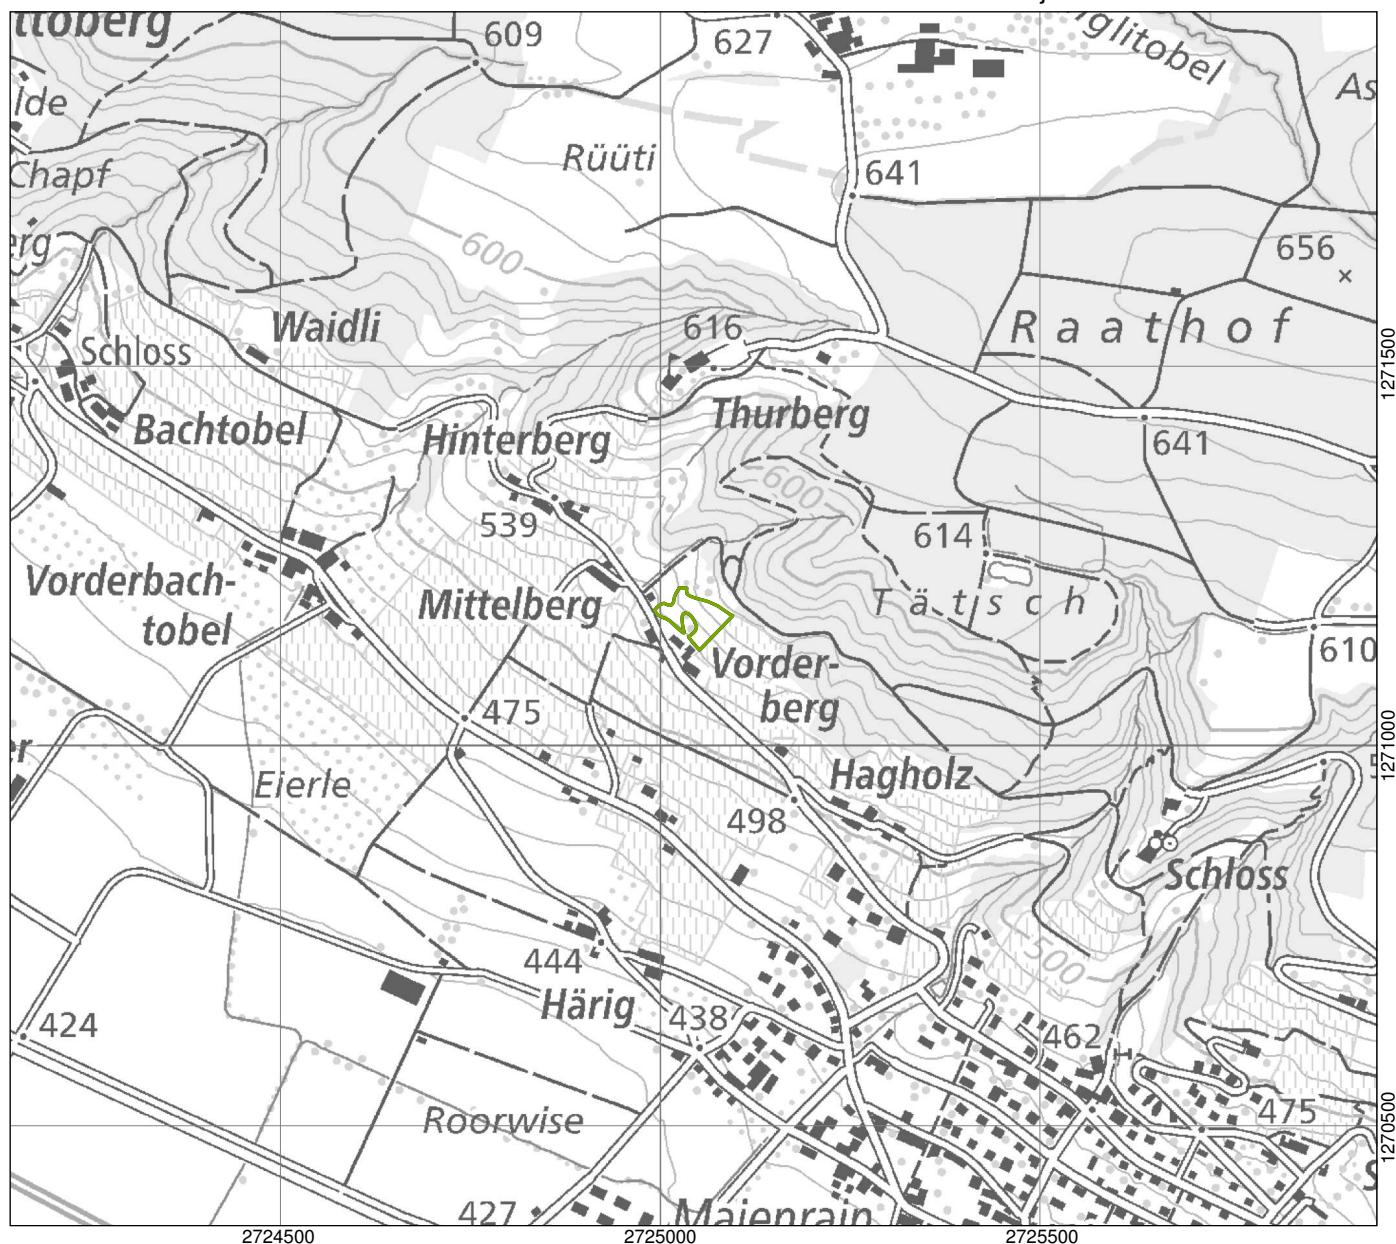 ttoberg
609
627
nglitobel
lde
As
Rüüti
641
Chapf
erg
600
656
Waidli
616
Raathof
Schloss
1271500
Thurberg
Bachtobel
Hinterberg
641
600
539
614
Vorderbach-
tobel
Mittelberg
Tätsch
610
Vorder-
berg
475
1271000
Hagholz
Eierle
498
Schloss
444
500
Härig
438
462
424
475
Roorwise
1270500
427
Maienrain
2724500
2725000
2725500